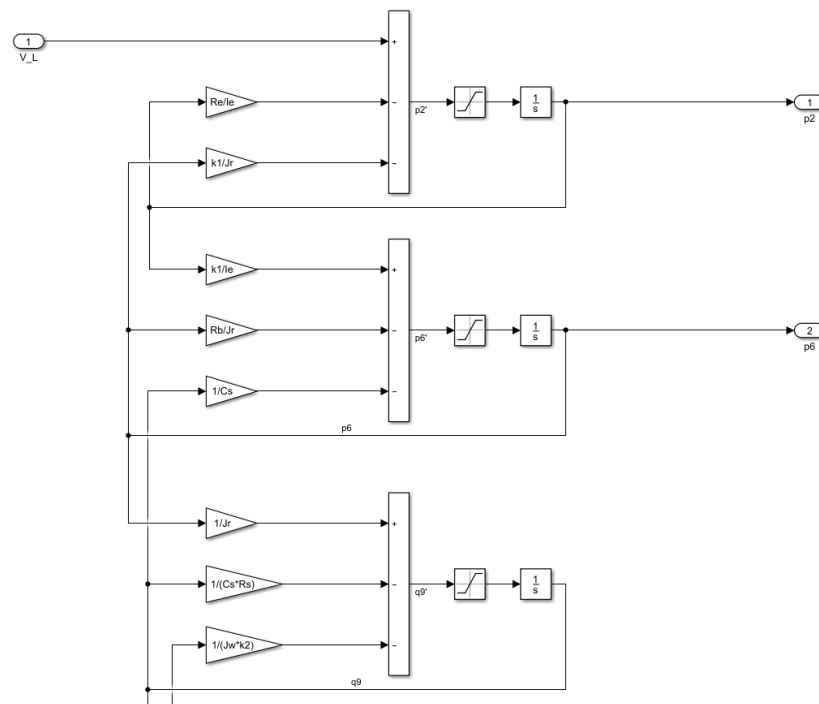 1
V_L
+
Re/Ie
−
p2'
1
s
1
p2
k1/Jr
−
k1/Ie
+
Rb/Jr
−
p6'
1
s
2
p6
1/Cs
−
p6
1/Jr
+
1/(Cs*Rs)
−
q9'
1
s
1/(Jw*k2)
−
q9